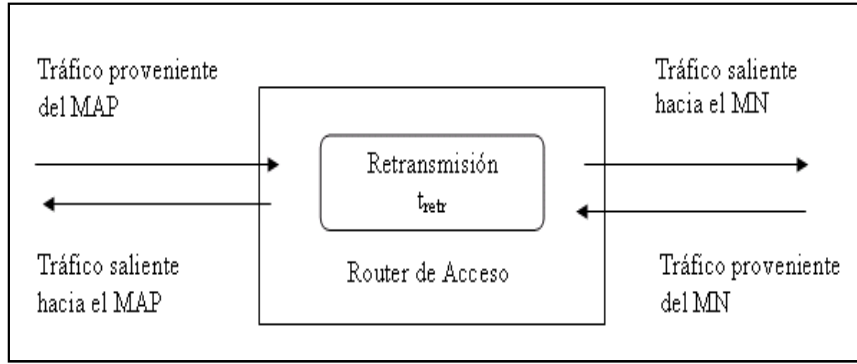 Tráfico proveniente
del MAP
Tráfico saliente
hacia el MN
Retransmisión
tretr
Router de Acceso
Tráfico saliente
hacia el MAP
Tráfico proveniente
del MN